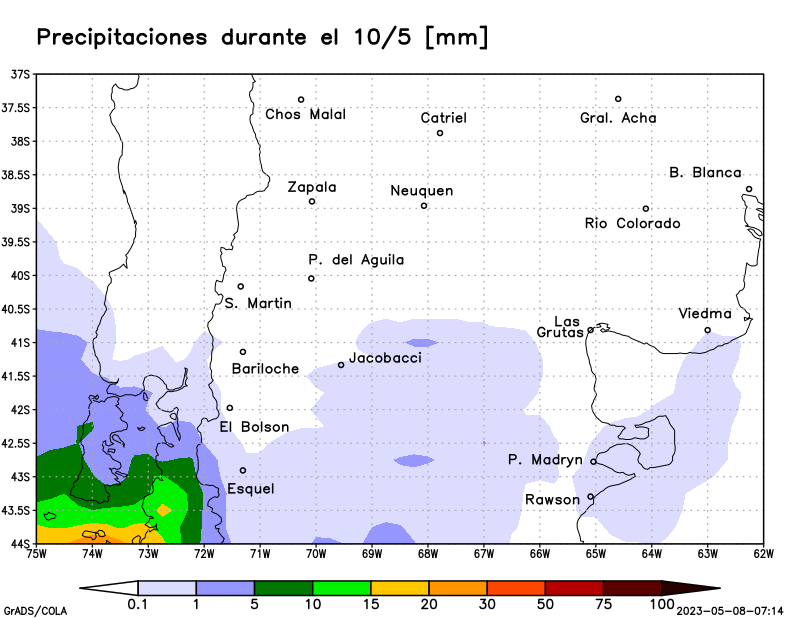 Precipitaciones durante el 10/5 [mm]
37S
37.5S
38S
38.5S
39S
39.5S
40S
40.5S
41S
41.5S
42S
42.5S
43S
43.5S
44S
Chos Malal
Catriel
Gral. Acha
B. Blanca
Zapala
Neuquen
Rio Colorado
P. del Aguila
S. Martin
Viedma
Las
Grutas
Jacobacci
Bariloche
El Bolson
P. Madryn
Esquel
Rawson
75W 74W 73W 72W 71W 70W 69W 68W 67W 66W 65W 64W 63W 62W
0.1 1 5 10 15 20 30 50 75 100
GrADS/COLA
2023-05-08-07:14